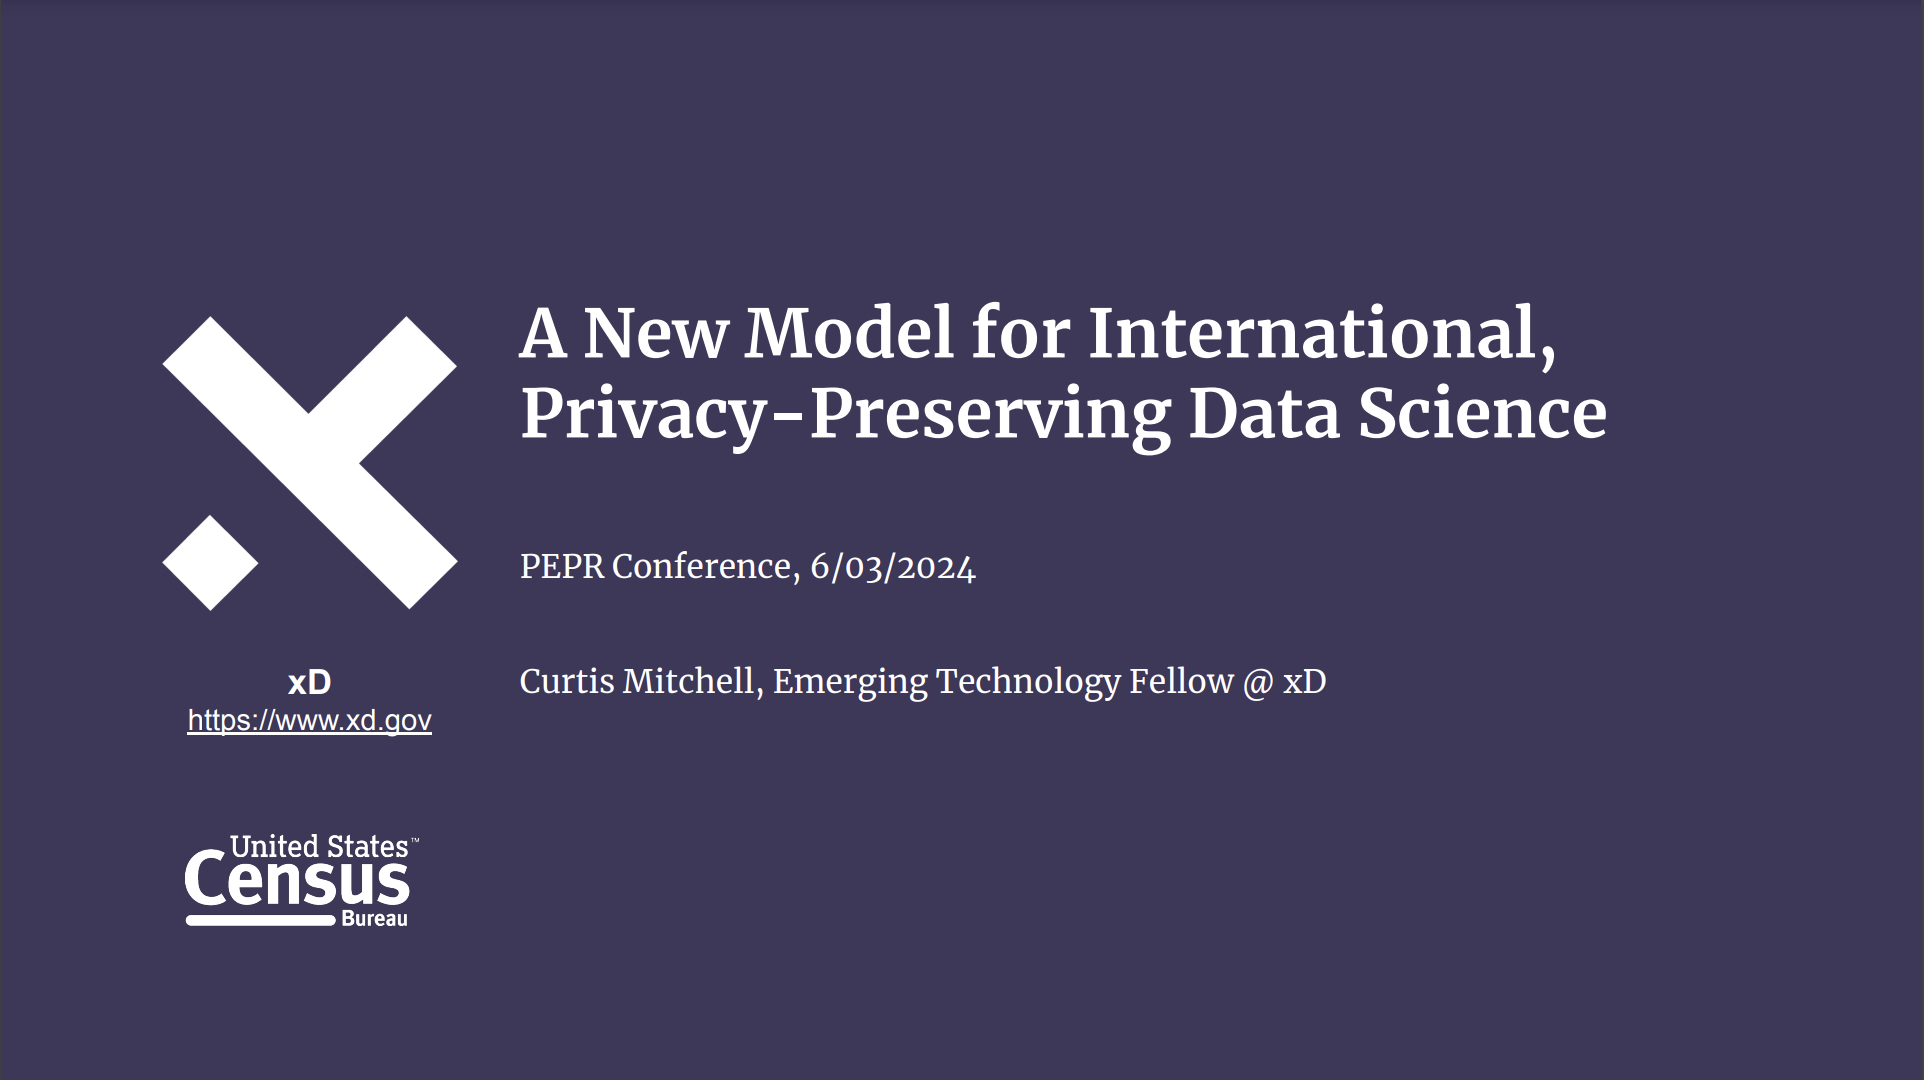 A New Model for International,
Privacy-Preserving Data Science
PEPR Conference, 6/03/2024
Curtis Mitchell, Emerging Technology Fellow @ xD
xD
https://www.xd.gov
United States™
Census
Bureau